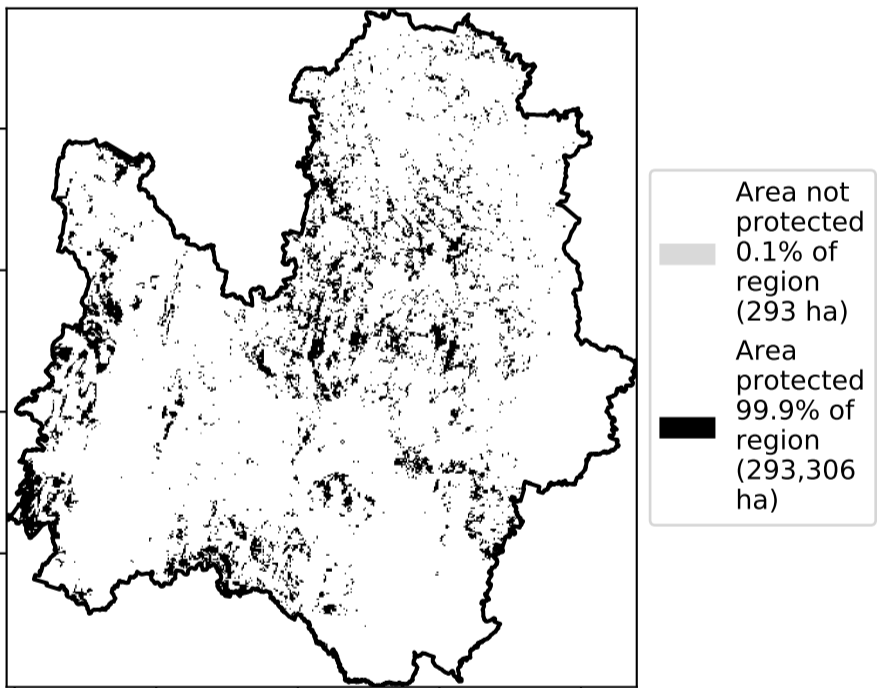 Area not
protected
0.1% of
region
(293 ha)
Area
protected
99.9% of
region
(293,306
ha)